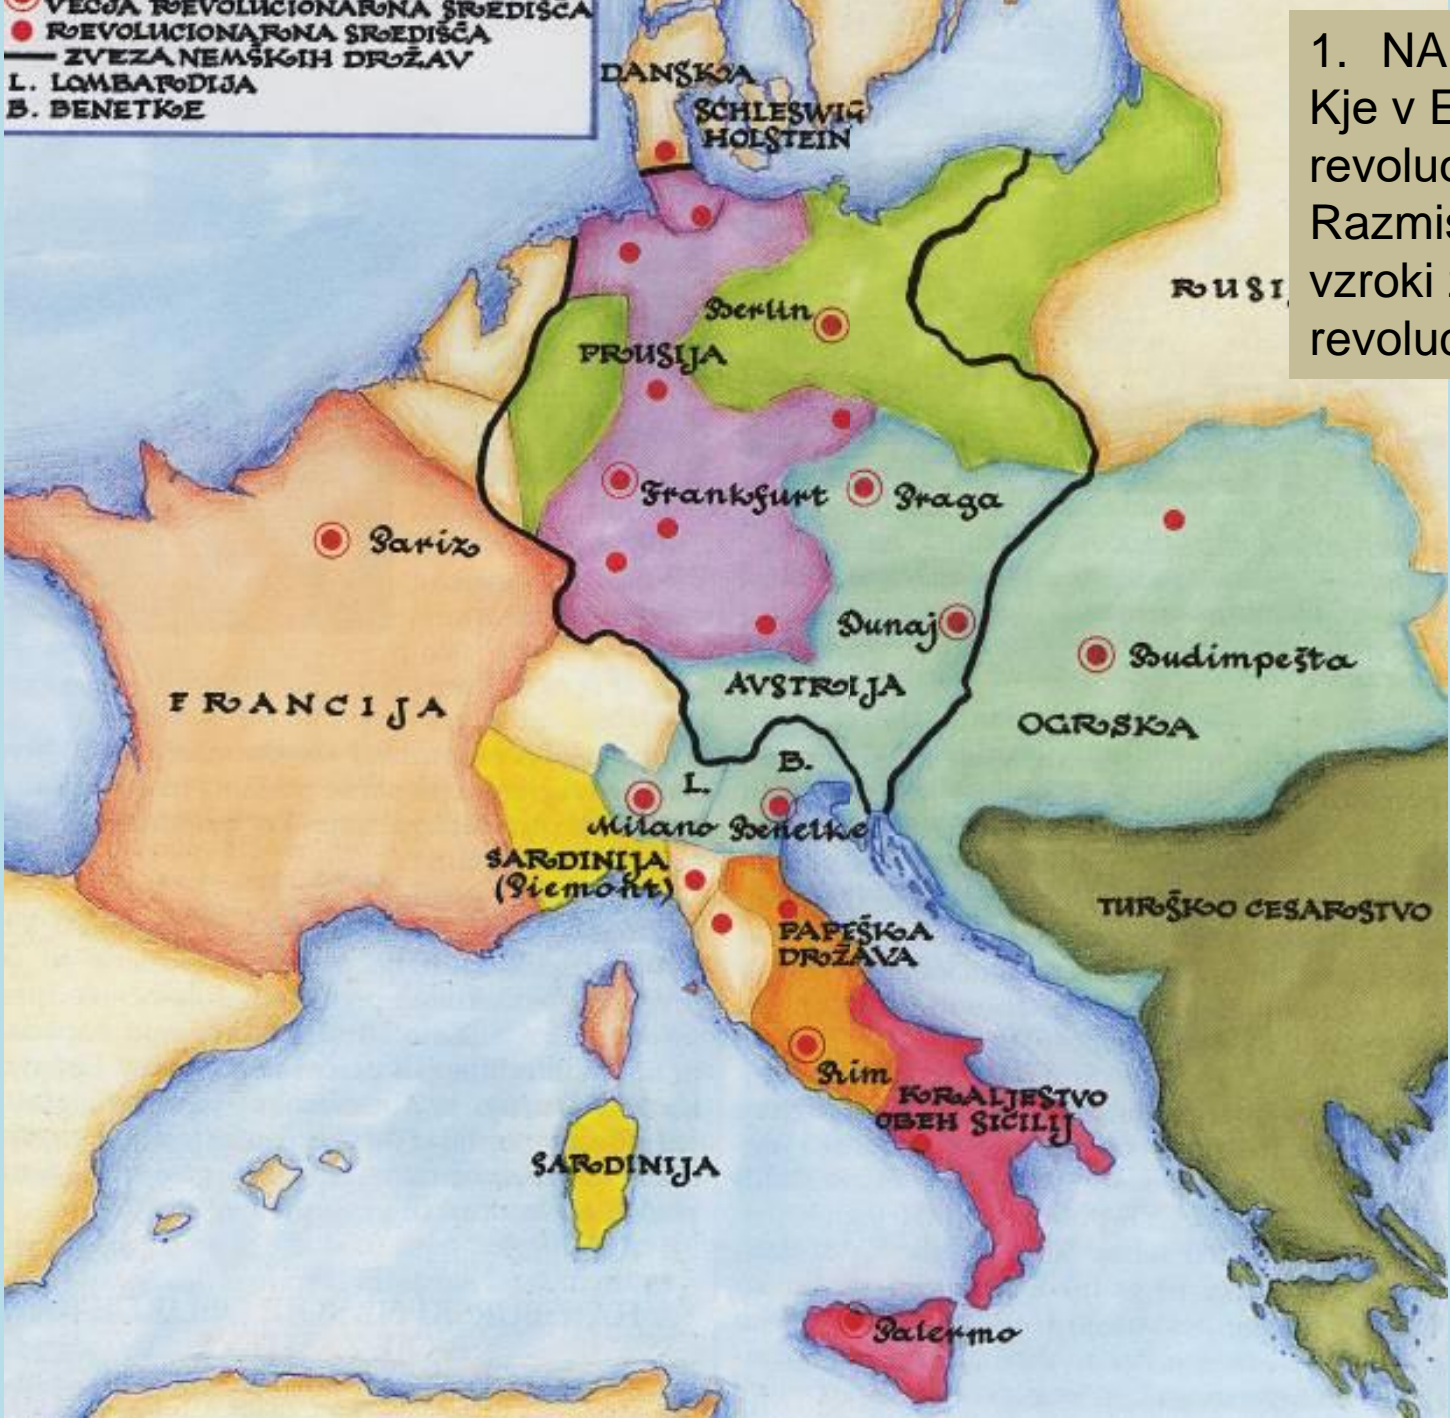 VEČJA REVOLUCIONARNA SREDIŠČA
REVOLUCIONARNA SREDIŠČA
ZVEZA NEMŠKIH DRŽAV
L. LOMBARDIJA
B. BENETKE
1. NA
Kje v E
revoluc
Razmis
vzroki
revoluc
DANSKA
SCHLESWIG
HOLSTEIN
RUSI
Berlin
PRUSIJA
Frankfurt
Praga
Pariz
Dunaj
Budimpešta
AVSTRIJA
FRANCIJA
OGRSKA
L.
B.
Milano
Benetke
SARDINIJA
(Piemont)
TURŠKO CESARSTVO
PAPEŠKA
DRŽAVA
Rim
KRALJESTVO
OBEH SICILIJ
SARDINIJA
Palermo